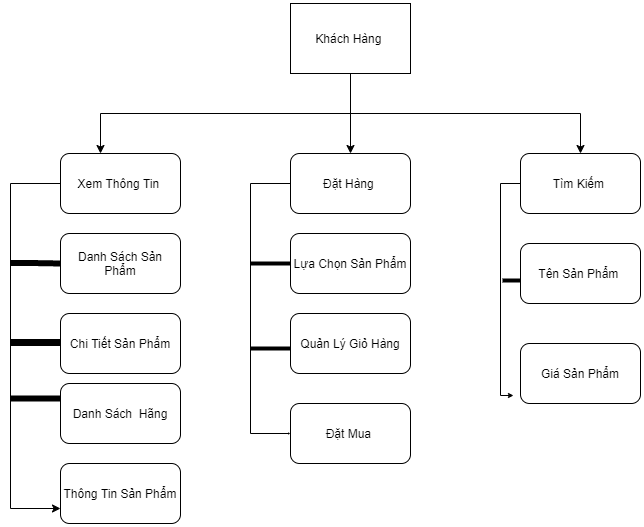 Khách Hàng
Xem Thông Tin
Đặt Hàng
Tìm Kiếm
Danh Sách Sản
Phẩm
Lựa Chọn Sản Phẩm
Tên Sản Phẩm
Chi Tiết Sản Phẩm
Quản Lý Giỏ Hàng
Giá Sản Phẩm
Danh Sách  Hãng
Đặt Mua
Thông Tin Sản Phẩm